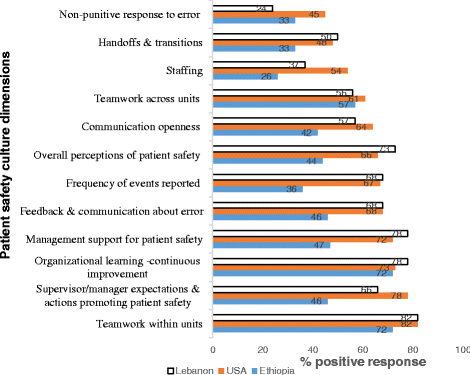 Patient safety culture dimensions
Non-punitive response to error
24
45
33
Handoffs & transitions
50
48
33
Staffing
37
54
26
Teamwork across units
56
61
57
Communication openness
57
64
42
Overall perceptions of patient safety
73
66
44
Frequency of events reported
68
67
36
Feedback & communication about error
68
68
46
Management support for patient safety
78
72
47
Organizational learning -continuous
improvement
78
73
72
Supervisor/manager expectations &
actions promoting patient safety
66
78
46
Teamwork within units
82
82
72
0 20 40 60 80 100
% positive response
Lebanon USA Ethiopia